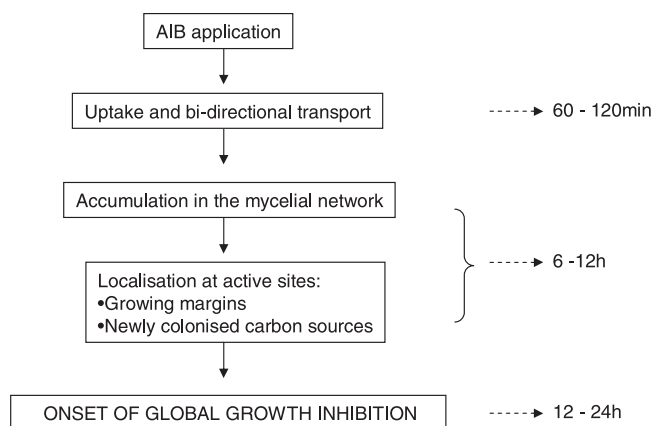 AIB application
Uptake and bi-directional transport
60 - 120min
Accumulation in the mycelial network
Localisation at active sites:
•Growing margins
•Newly colonised carbon sources
6 -12h
ONSET OF GLOBAL GROWTH INHIBITION
12 - 24h